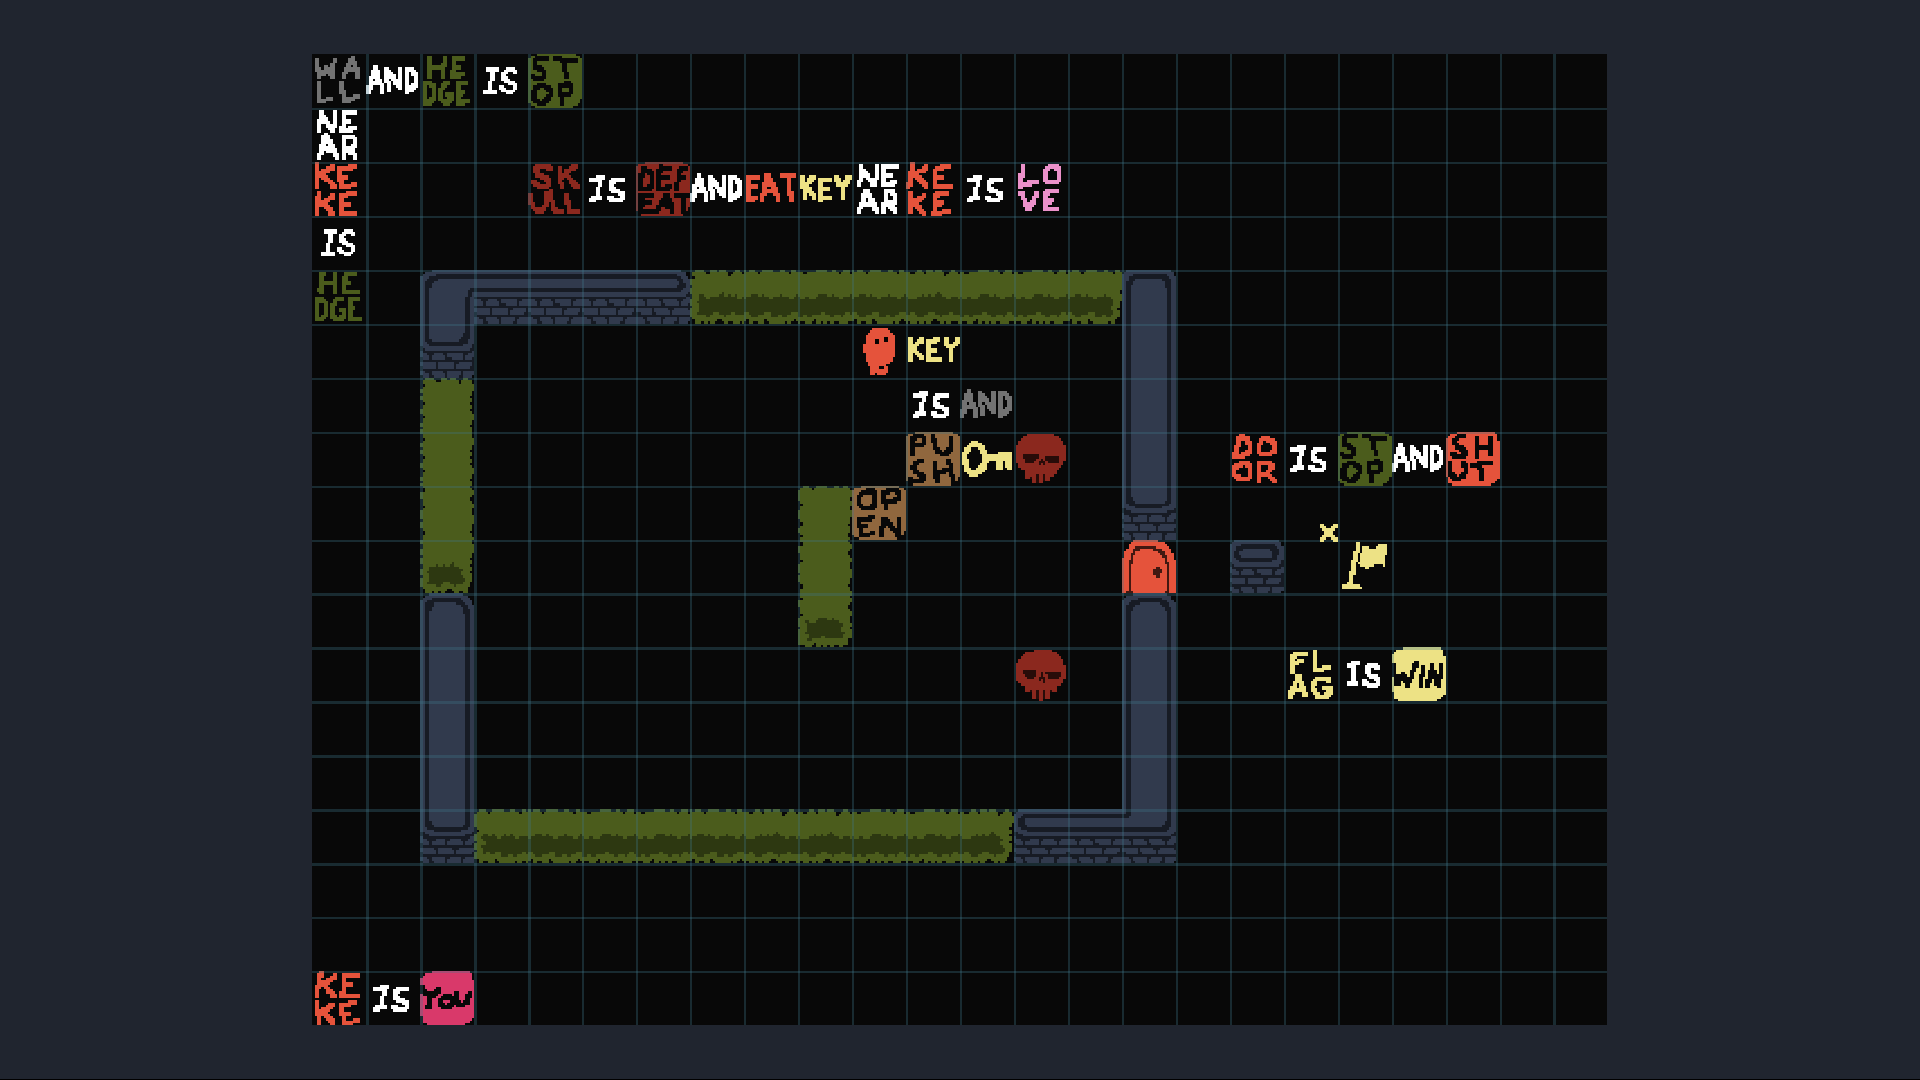 WALL AND HEDGE IS STOP
NEAR
KEKE SKULL IS DEFEAT AND EAT KEY NEAR KEKE IS LOVE
IS
HEDGE
KEY
IS AND
PUSH DOOR IS STOP AND SHUT
OPEN
FLAG IS WIN
KEKE IS YOU